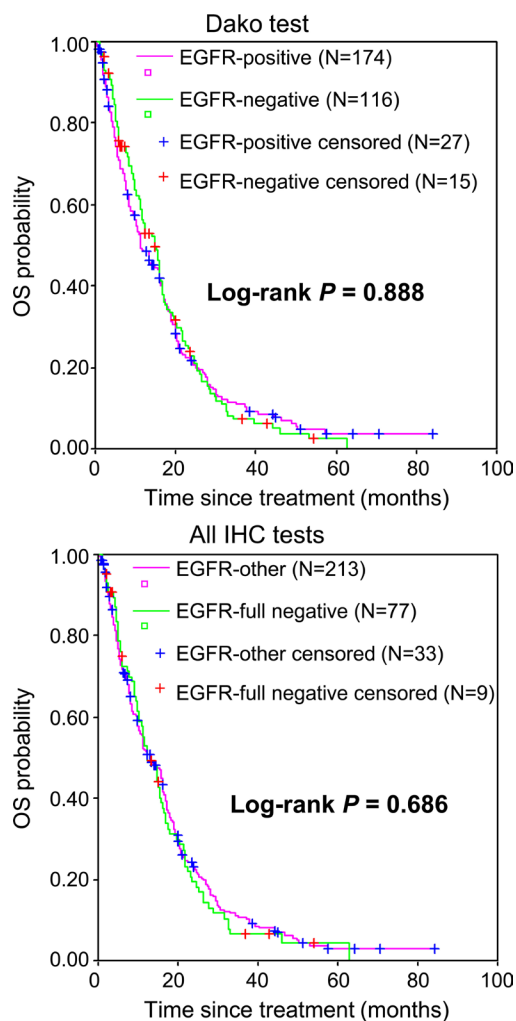 Dako test
1.00
0.80
0.60
0.40
0.20
0.00
OS probability
EGFR-positive (N=174)
EGFR-negative (N=116)
EGFR-positive censored (N=27)
EGFR-negative censored (N=15)
Log-rank P = 0.888
0 20 40 60 80 100
Time since treatment (months)
All IHC tests
1.00
0.80
0.60
0.40
0.20
0.00
OS probability
EGFR-other (N=213)
EGFR-full negative (N=77)
EGFR-other censored (N=33)
EGFR-full negative censored (N=9)
Log-rank P = 0.686
0 20 40 60 80 100
Time since treatment (months)